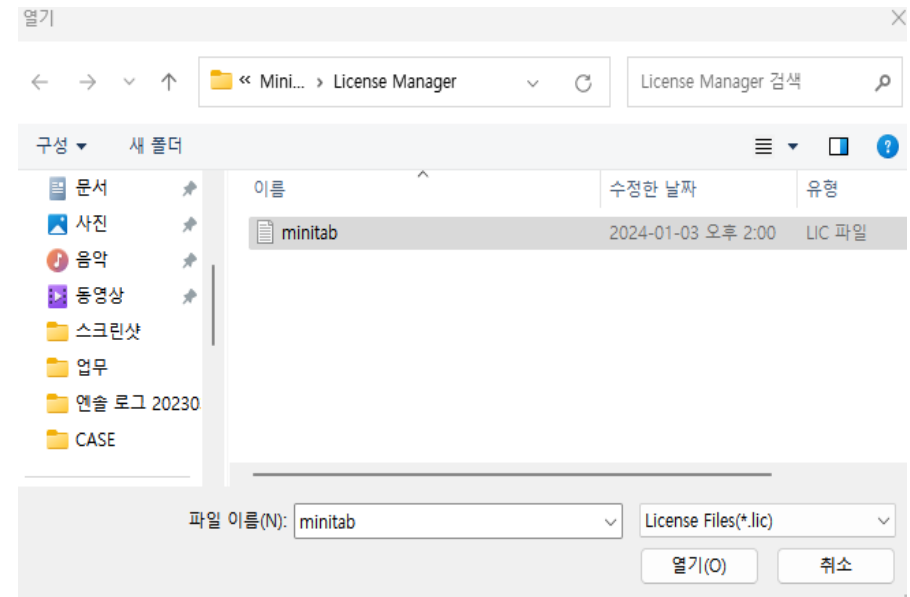 열기
« Mini... › License Manager
License Manager 검색
구성
새 폴더
문서
사진
음악
동영상
스크린샷
업무
엔솔 로그 20230
CASE
이름
수정한 날짜
유형
minitab
2024-01-03 오후 2:00
LIC 파일
파일 이름(N):
minitab
License Files(*.lic)
열기(O)
취소